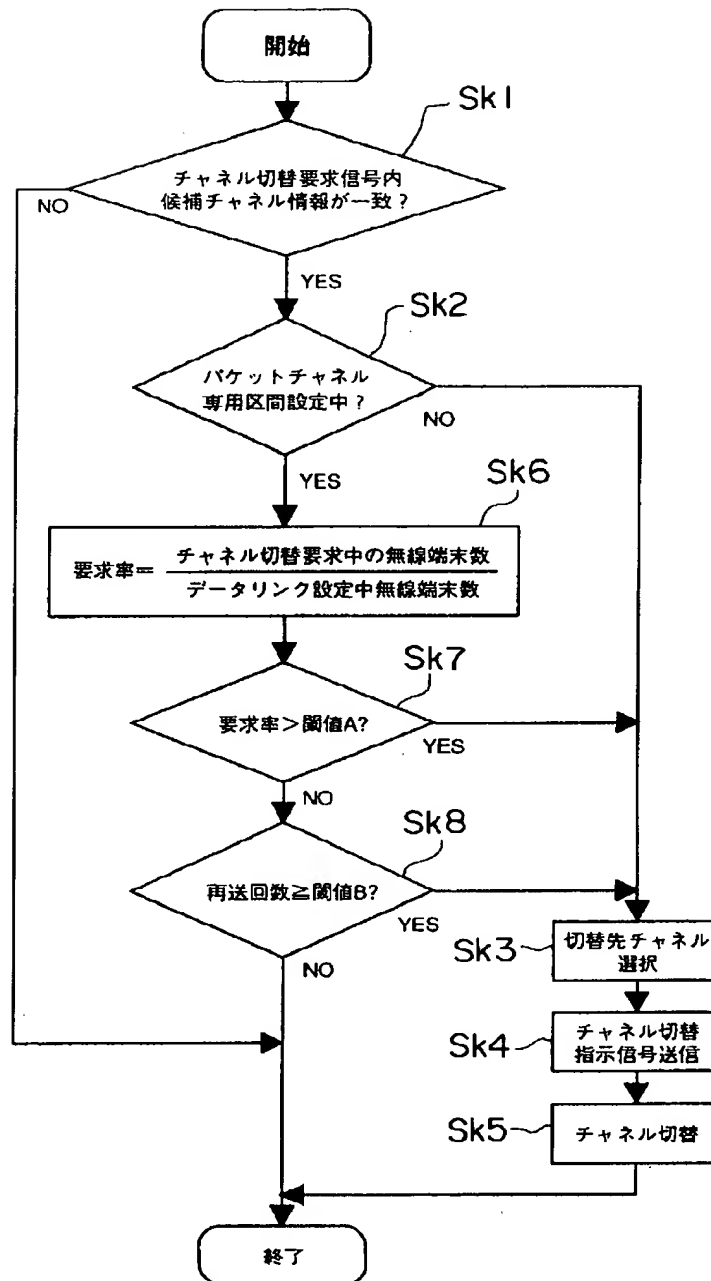 開始
Sk1
チャネル切替要求信号内
候補チャネル情報が一致?
NO
YES
Sk2
パケットチャネル
専用区間設定中?
NO
YES
Sk6
要求率=
チャネル切替要求中の無線端末数
データリンク設定中無線端末数
Sk7
要求率>閾値A?
YES
NO
Sk8
再送回数≧閾値B?
YES
NO
Sk3
切替先チャネル
選択
Sk4
チャネル切替
指示信号送信
Sk5
チャネル切替
終了